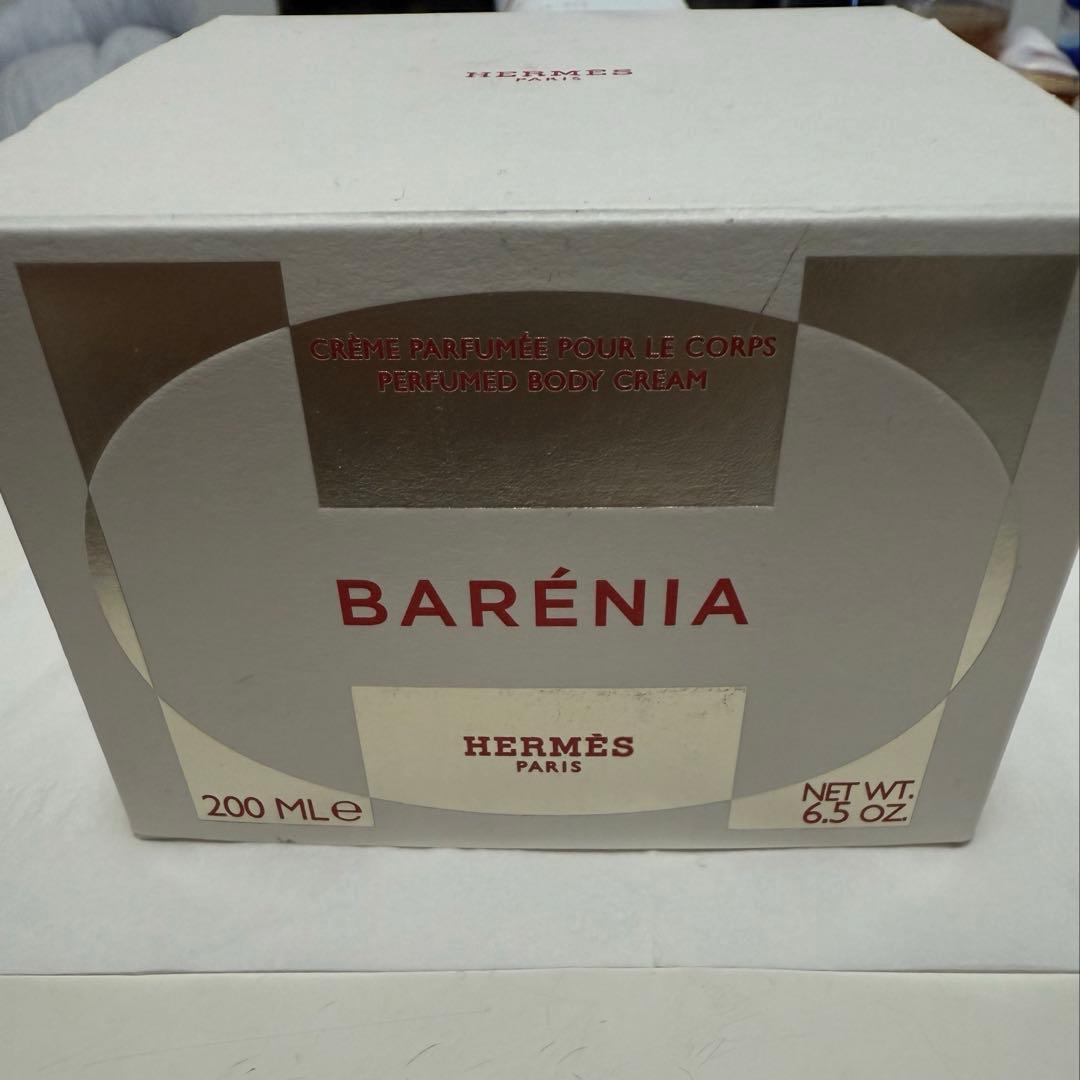 HERMÈS
PARIS
CRÈME PARFUMÉE POUR LE CORPS
PERFUMED BODY CREAM
BARÉNIA
HERMÈS
PARIS
200 ML℮
NET WT.
6.5 OZ.